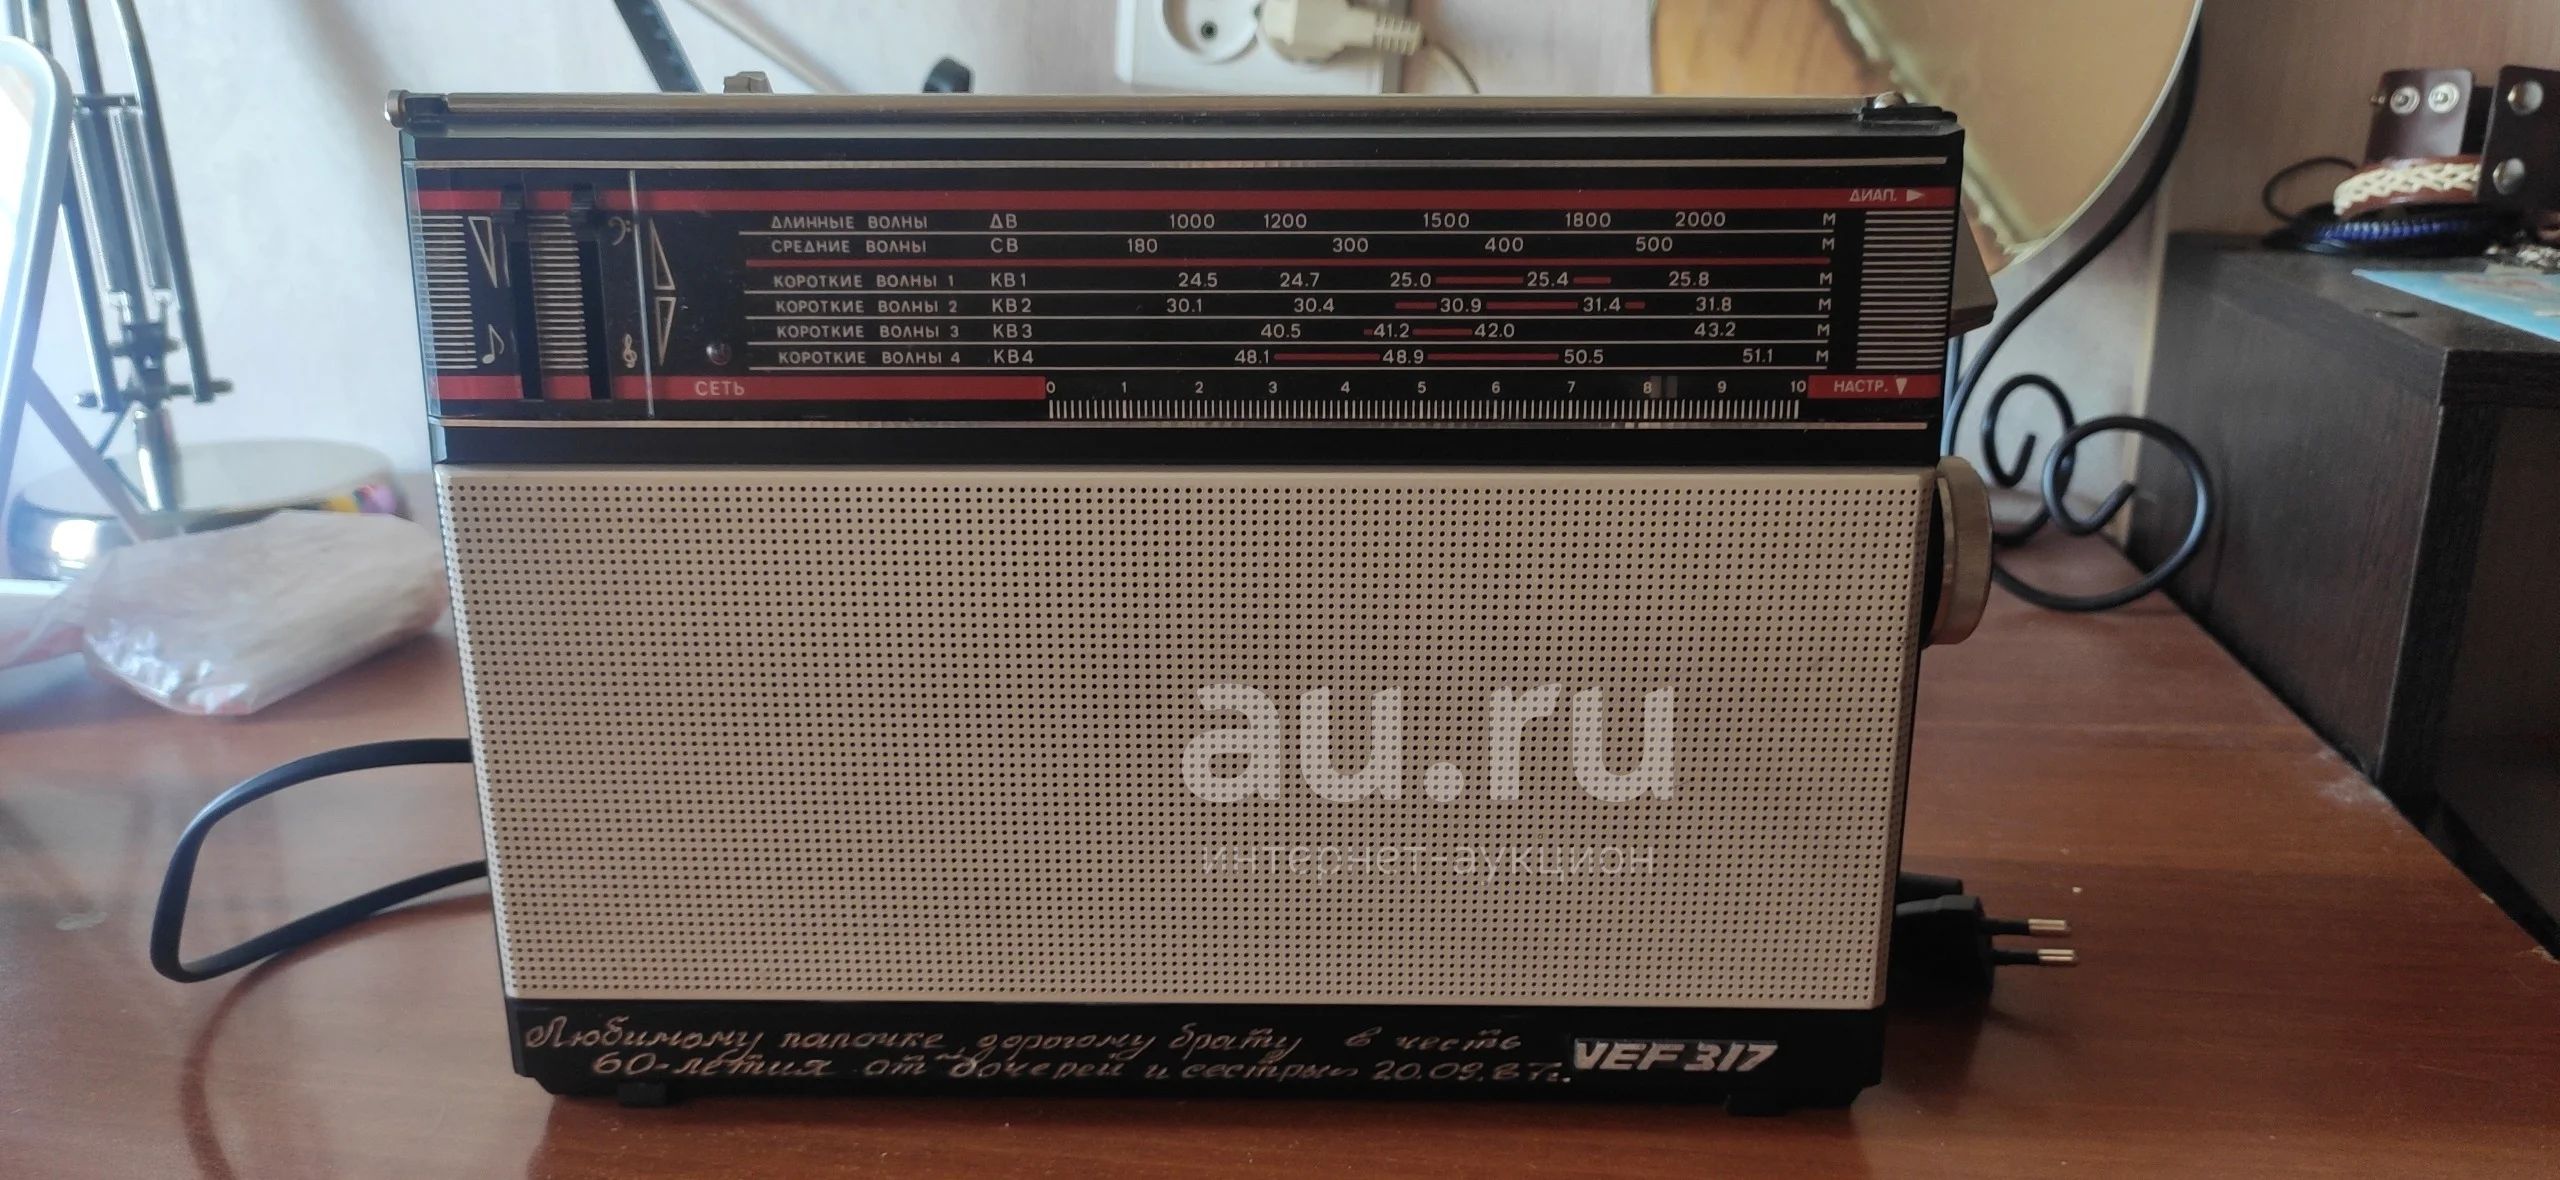 ДИАП.
ДЛИННЫЕ ВОЛНЫ ДВ 1000 1200 1500 1800 2000 М
СРЕДНИЕ ВОЛНЫ СВ 180 300 400 500 М
КОРОТКИЕ ВОЛНЫ 1 КВ1 24.5 24.7 25.0 25.4 25.8 М
КОРОТКИЕ ВОЛНЫ 2 КВ2 30.1 30.4 30.9 31.4 31.8 М
КОРОТКИЕ ВОЛНЫ 3 КВ3 40.5 41.2 42.0 43.2 М
КОРОТКИЕ ВОЛНЫ 4 КВ4 48.1 48.9 50.5 51.1 М
СЕТЬ 0 1 2 3 4 5 6 7 8 9 10 НАСТР.
au.ru
интернет-аукцион
Любимому папочке, дорогому брату в честь
60-летия от дочерей и сестры 20.09.87г.
VEF 317